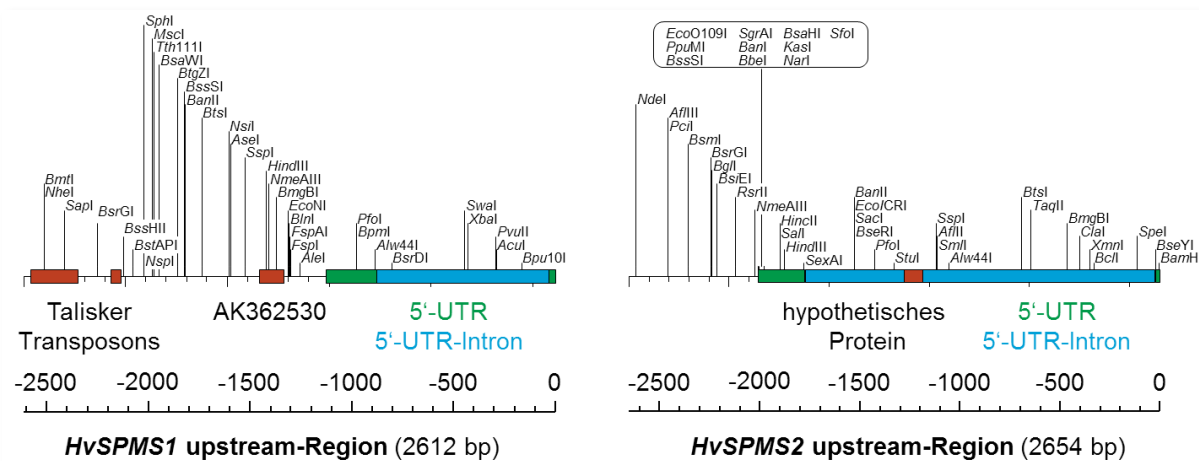 SphI
MscI
Tth111I
BsaWI
BtgZI
BssSI
BanII
BtsI
NsiI
AseI
SspI
HindIII
NmeAIII
BmgBI
EcoNI
BlnI
FspAI
FspI
AleI
BmtI
NheI
SapI
BsrGI
BssHII
BstAPI
NspI
PfoI
BpmI
Alw44I
BsrDI
SwaI
XbaI
PvuII
AcuI
Bpu10I
Talisker
Transposons
AK362530
5‘-UTR
5‘-UTR-Intron
-2500 -2000 -1500 -1000 -500 0
HvSPMS1 upstream-Region (2612 bp)
EcoO109I SgrAI BsaHI SfoI
PpuMI BanI KasI
BssSI BbeI NarI
NdeI
AflIII
PciI
BsmI
BsrGI
BglI
BsiEI
RsrII
NmeAIII
HincII
SalI
HindIII
SexAI
BanII
EcoICRI
SacI
BseRI
PfoI
StuI
SspI
AflII
SmlI
Alw44I
BtsI
TaqII
BmgBI
ClaI
XmnI
BclI
SpeI
BseYI
BamH
hypothetisches
Protein
5‘-UTR
5‘-UTR-Intron
-2500 -2000 -1500 -1000 -500 0
HvSPMS2 upstream-Region (2654 bp)